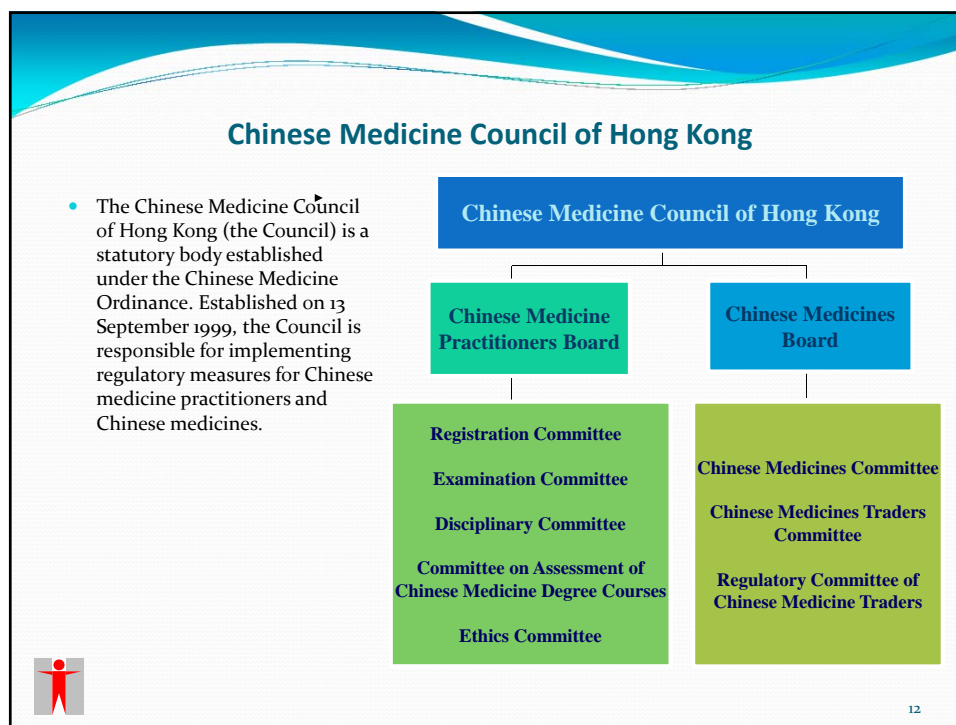 Chinese Medicine Council of Hong Kong
• The Chinese Medicine Council
of Hong Kong (the Council) is a
statutory body established
under the Chinese Medicine
Ordinance. Established on 13
September 1999, the Council is
responsible for implementing
regulatory measures for Chinese
medicine practitioners and
Chinese medicines.
Chinese Medicine Council of Hong Kong
Chinese Medicine
Practitioners Board
Chinese Medicines
Board
Registration Committee
Examination Committee
Disciplinary Committee
Committee on Assessment of
Chinese Medicine Degree Courses
Ethics Committee
Chinese Medicines Committee
Chinese Medicines Traders
Committee
Regulatory Committee of
Chinese Medicine Traders
12